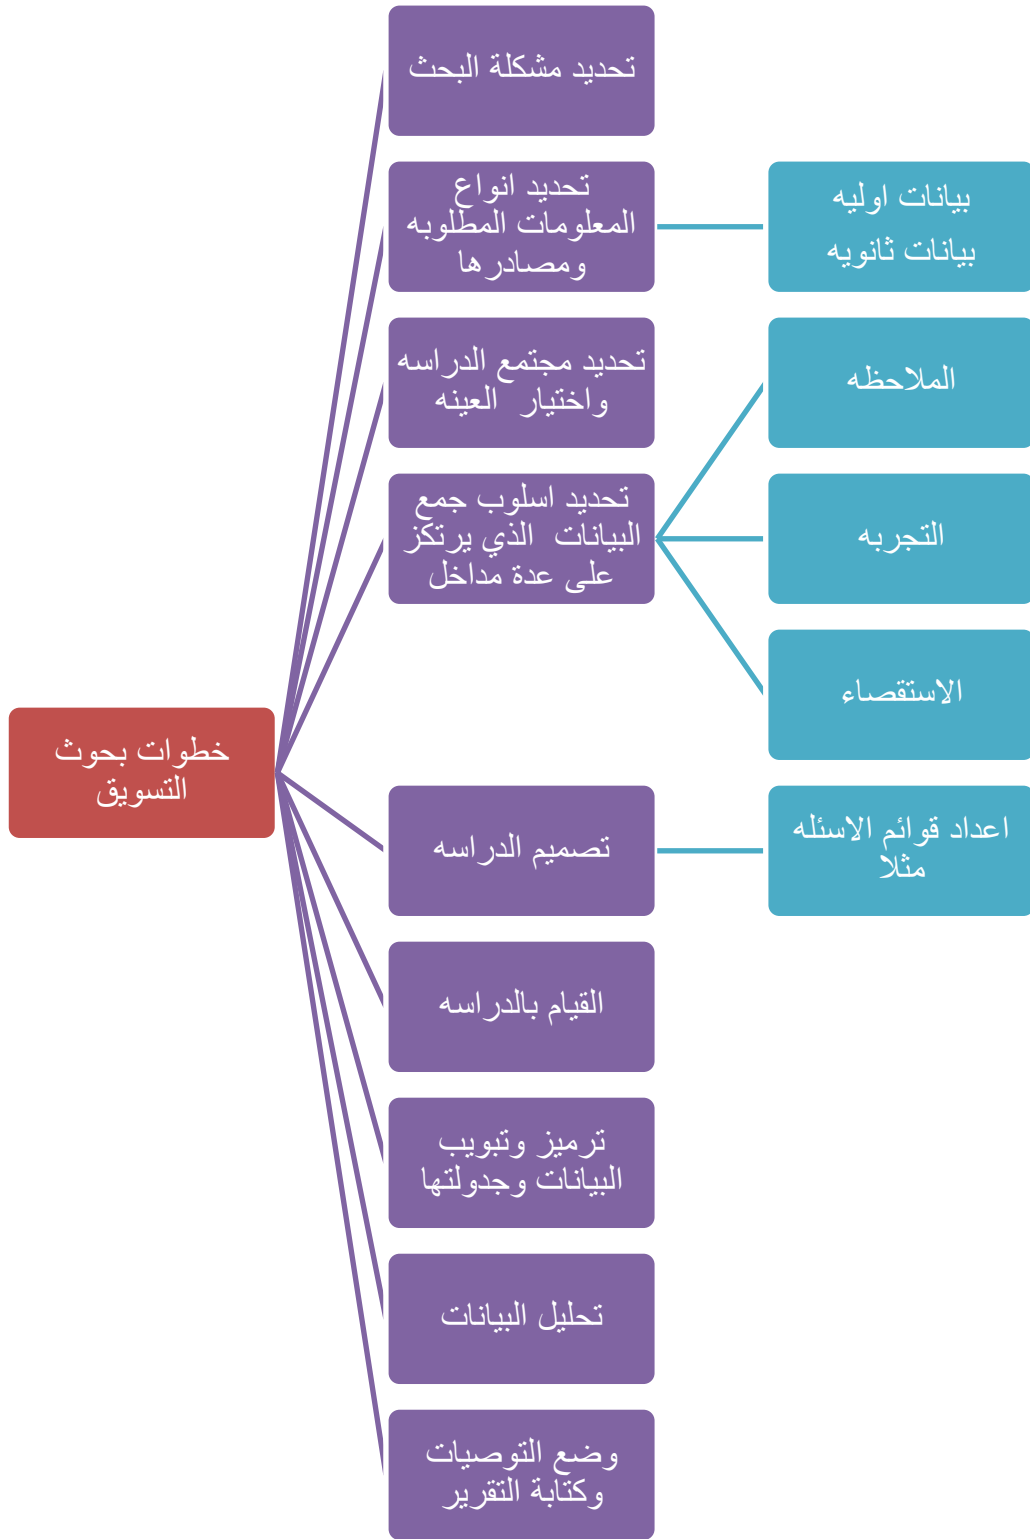 خطوات بحوث
التسويق
تحديد مشكلة البحث
تحديد انواع
المعلومات المطلوبه
ومصادرها
بيانات اوليه
بيانات ثانويه
تحديد مجتمع الدراسه
واختيار العينه
تحديد اسلوب جمع
البيانات الذي يرتكز
على عدة مداخل
الملاحظه
التجربه
الاستقصاء
تصميم الدراسه
اعداد قوائم الاسئله
مثلا
القيام بالدراسه
ترميز وتبويب
البيانات وجدولتها
تحليل البيانات
وضع التوصيات
وكتابة التقرير